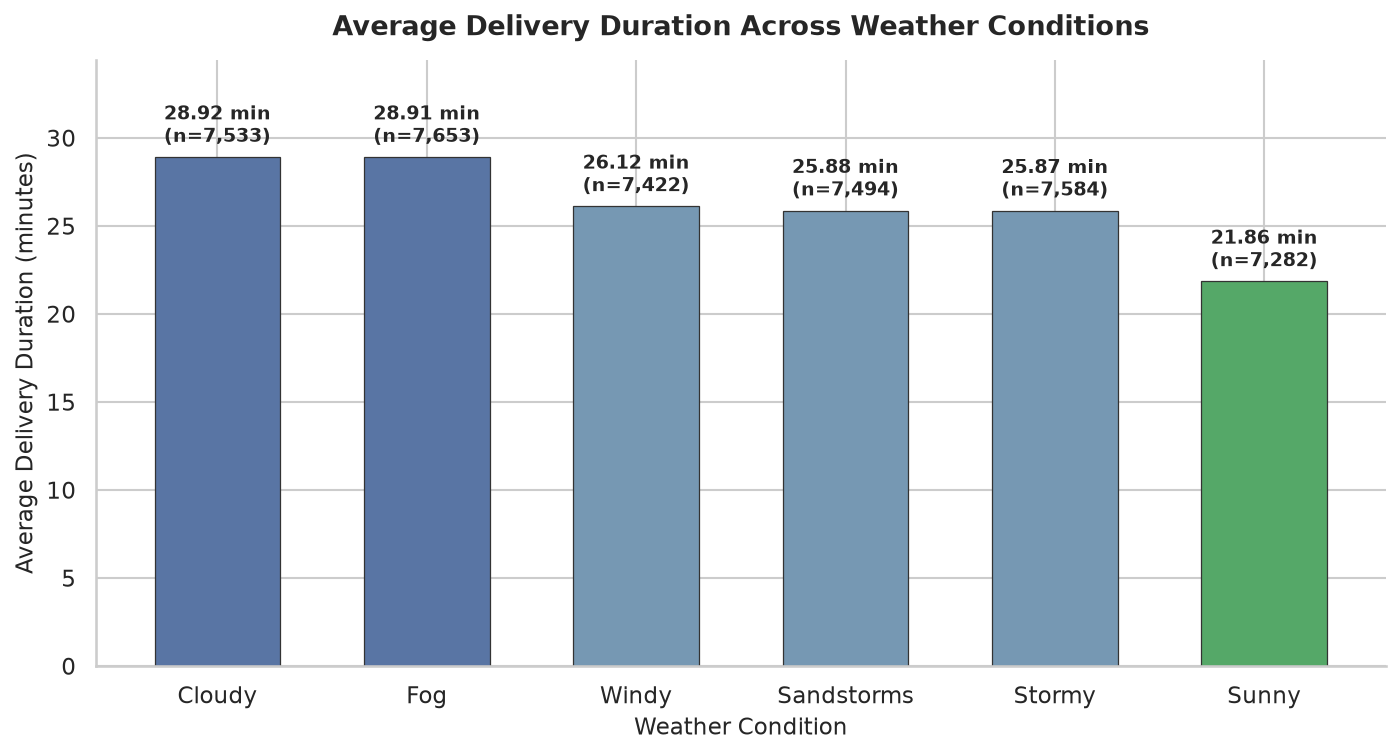 Average Delivery Duration Across Weather Conditions
Average Delivery Duration (minutes)
30
25
20
15
10
5
0
28.92 min
(n=7,533)
28.91 min
(n=7,653)
26.12 min
(n=7,422)
25.88 min
(n=7,494)
25.87 min
(n=7,584)
21.86 min
(n=7,282)
Cloudy
Fog
Windy
Sandstorms
Stormy
Sunny
Weather Condition